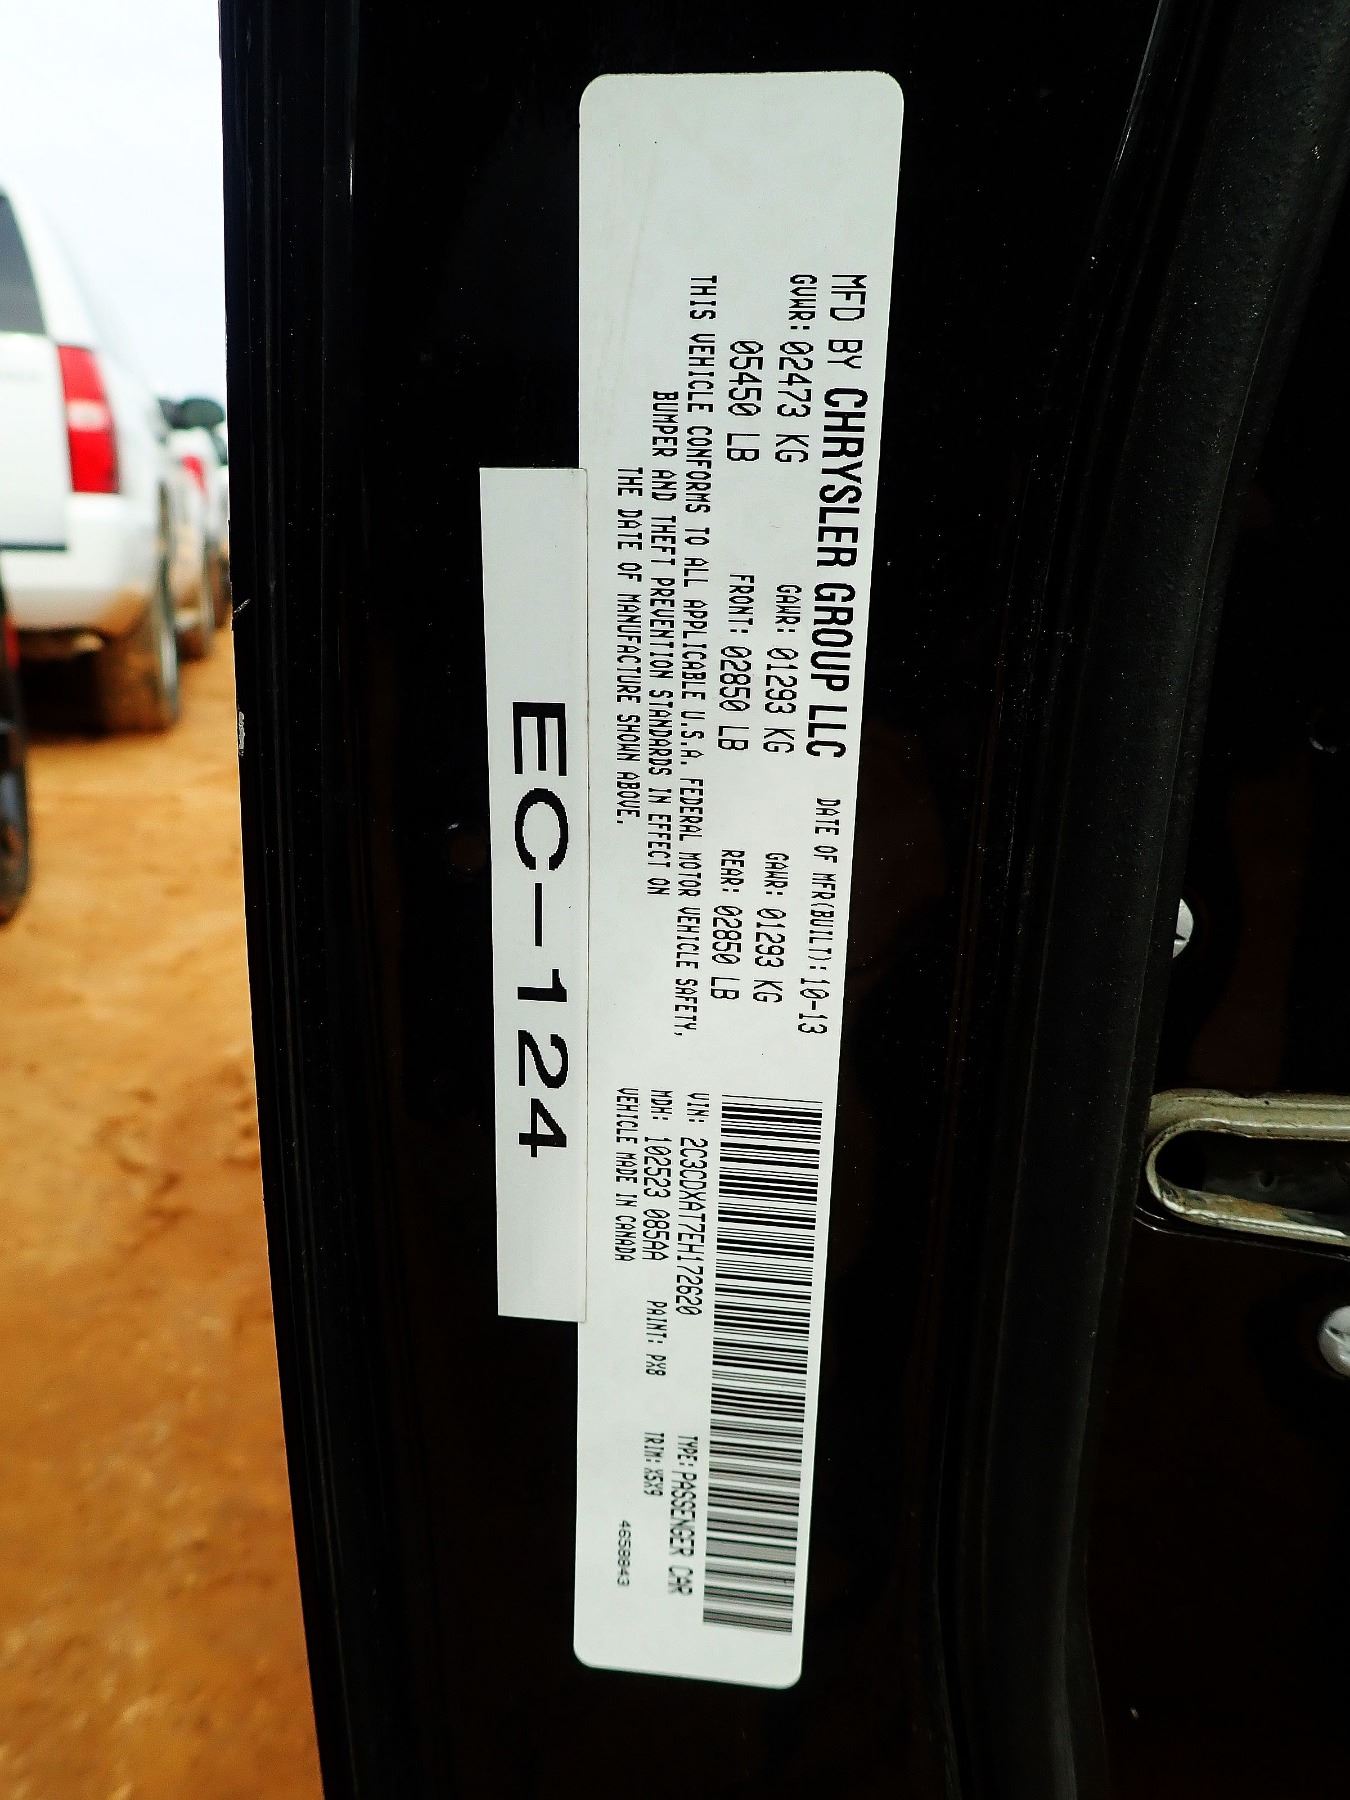 MFD BY CHRYSLER GROUP LLC DATE OF MFR(BUILT): 10-13
GVWR: 02473 KG GAWR: 01293 KG GAWR: 01293 KG
05450 LB FRONT: 02850 LB REAR: 02850 LB
THIS VEHICLE CONFORMS TO ALL APPLICABLE U.S.A. FEDERAL MOTOR VEHICLE SAFETY,
BUMPER AND THEFT PREVENTION STANDARDS IN EFFECT ON
THE DATE OF MANUFACTURE SHOWN ABOVE.
VIN: 2C3CDXAT7EH172620 TYPE: PASSENGER CAR
MDH: 102523 085AA PAINT: PX8 TRIM: X5X9
VEHICLE MADE IN CANADA 4658843
EC-124